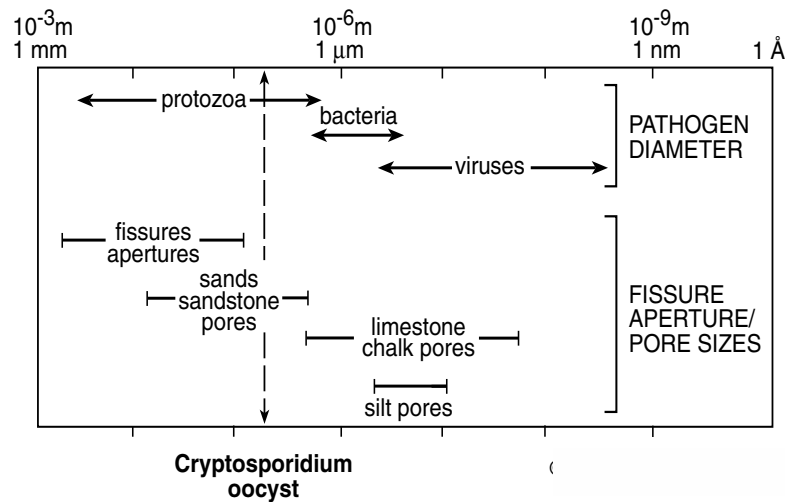 10⁻³m 10⁻⁶m 10⁻⁹m
1 mm 1 µm 1 nm 1 Å
protozoa
bacteria
viruses
PATHOGEN
DIAMETER
fissures
apertures
sands
sandstone
pores
limestone
chalk pores
silt pores
FISSURE
APERTURE/
PORE SIZES
Cryptosporidium
oocyst